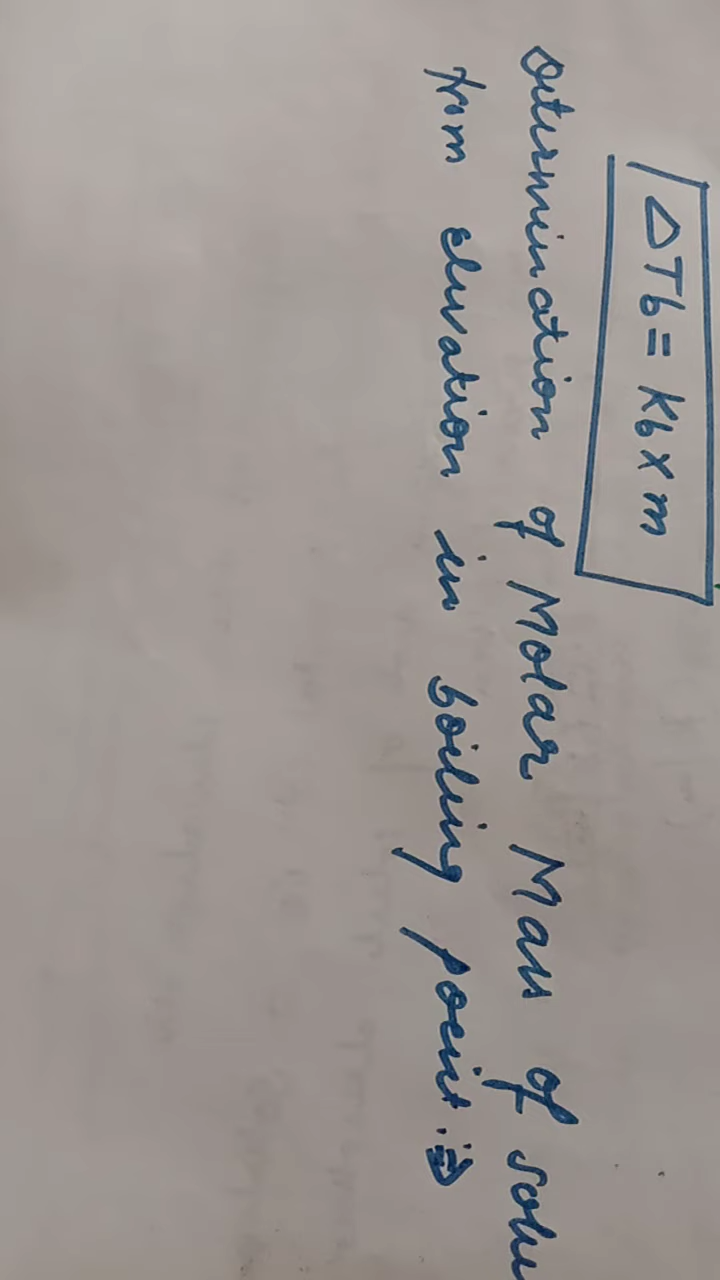 ΔTb = Kb x m
Determination of Molar Mass of solu
from elevation in boiling point :⇒